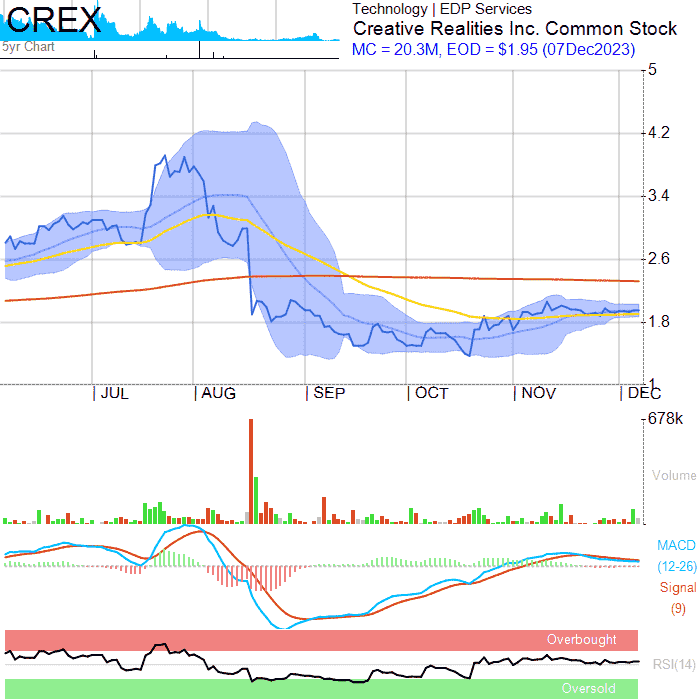 CREX
5yr Chart
Technology | EDP Services
Creative Realities Inc. Common Stock
MC = 20.3M, EOD = $1.95 (07Dec2023)
5
4.2
3.4
2.6
1.8
1
JUL AUG SEP OCT NOV DEC
678k
Volume
MACD
(12-26)
Signal
(9)
Overbought
RSI(14)
Oversold